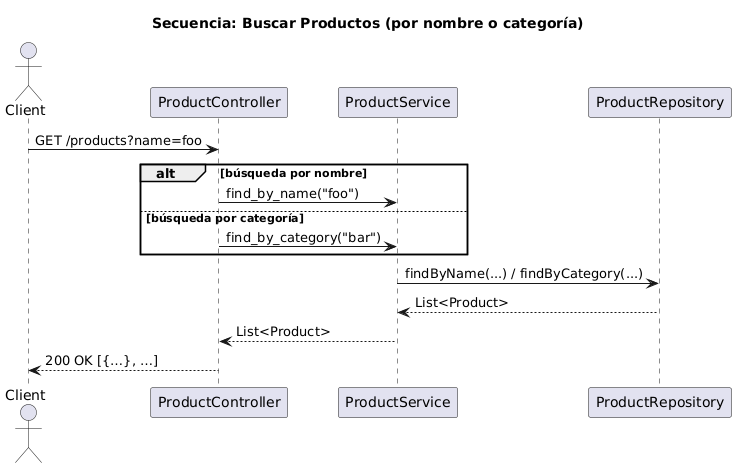 Secuencia: Buscar Productos (por nombre o categoría)
Client
ProductController
ProductService
ProductRepository
GET /products?name=foo
alt
[búsqueda por nombre]
find_by_name("foo")
[búsqueda por categoría]
find_by_category("bar")
findByName(...) / findByCategory(...)
List<Product>
List<Product>
200 OK [{...}, ...]
Client
ProductController
ProductService
ProductRepository